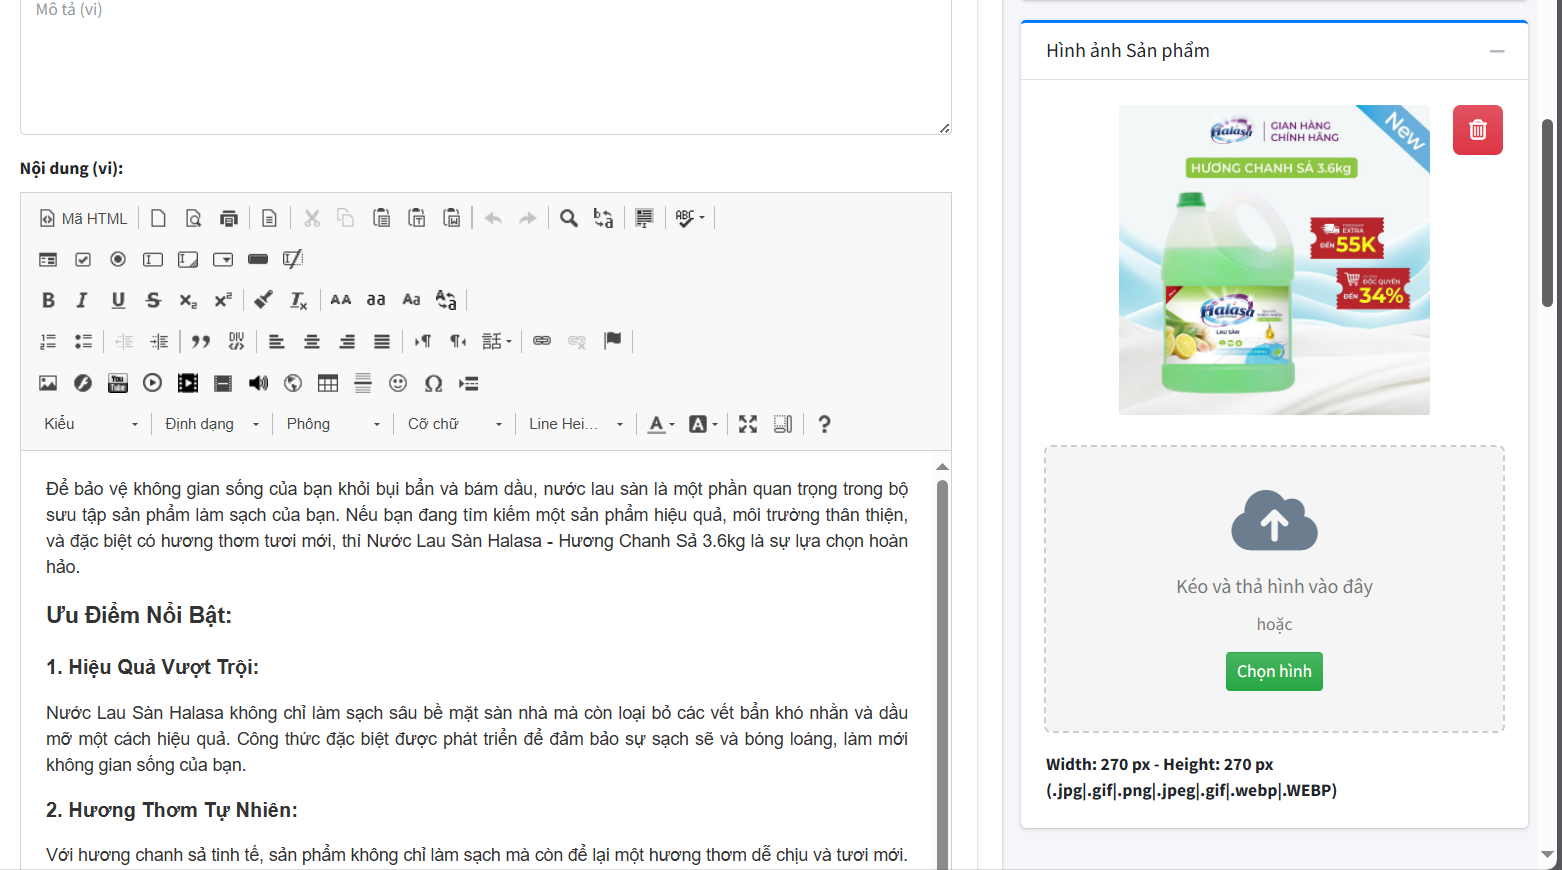 Mô tả (vi)
Nội dung (vi):
Mã HTML
Kiểu
Định dạng
Phông
Cỡ chữ
Line Hei...
Để bảo vệ không gian sống của bạn khỏi bụi bẩn và bám dầu, nước lau sàn là một phần quan trọng trong bộ
sưu tập sản phẩm làm sạch của bạn. Nếu bạn đang tìm kiếm một sản phẩm hiệu quả, môi trường thân thiện,
và đặc biệt có hương thơm tươi mới, thì Nước Lau Sàn Halasa - Hương Chanh Sả 3.6kg là sự lựa chọn hoàn
hảo.
Ưu Điểm Nổi Bật:
1. Hiệu Quả Vượt Trội:
Nước Lau Sàn Halasa không chỉ làm sạch sâu bề mặt sàn nhà mà còn loại bỏ các vết bẩn khó nhằn và dầu
mỡ một cách hiệu quả. Công thức đặc biệt được phát triển để đảm bảo sự sạch sẽ và bóng loáng, làm mới
không gian sống của bạn.
2. Hương Thơm Tự Nhiên:
Với hương chanh sả tinh tế, sản phẩm không chỉ làm sạch mà còn để lại một hương thơm dễ chịu và tươi mới.
Hình ảnh Sản phẩm
Halasa
GIAN HÀNG
CHÍNH HÃNG
New
HƯƠNG CHANH SẢ 3.6kg
EXTRA
ĐẾN 55K
ĐỘC QUYỀN
ĐẾN 34%
Halasa
LAU SÀN
Kéo và thả hình vào đây
hoặc
Chọn hình
Width: 270 px - Height: 270 px
(.jpg|.gif|.png|.jpeg|.gif|.webp|.WEBP)